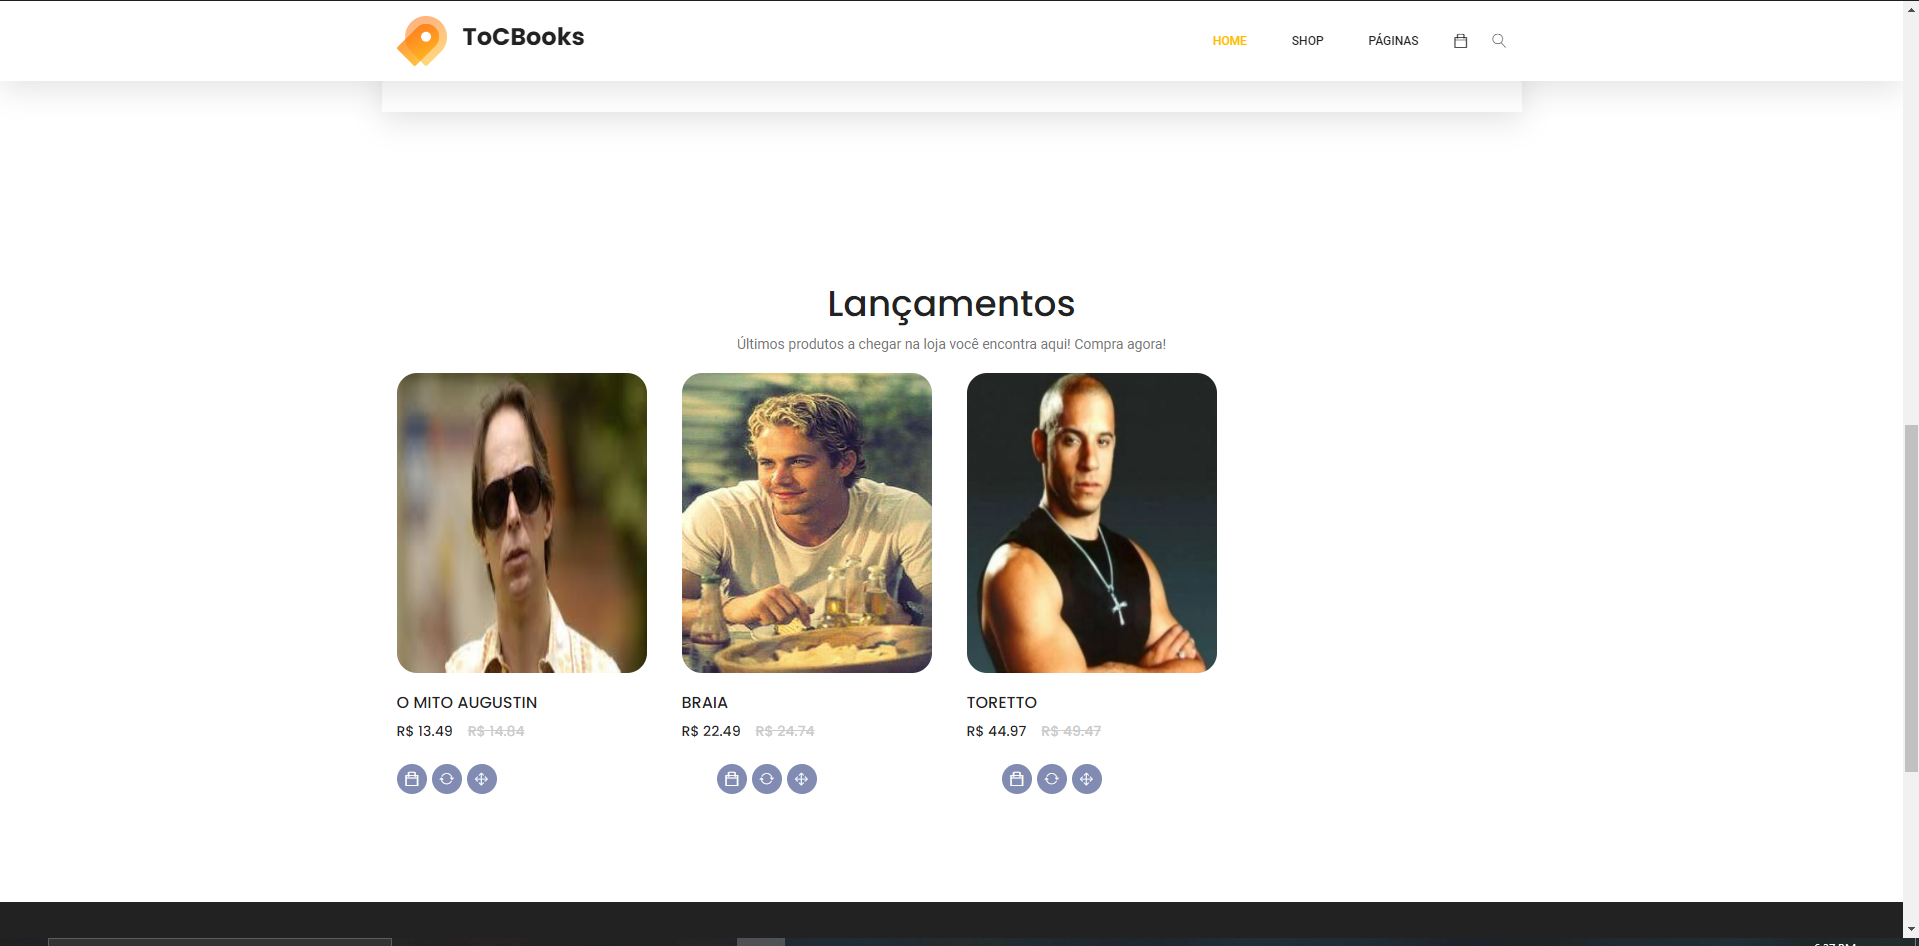 ToCBooks
HOME SHOP PÁGINAS
Lançamentos
Últimos produtos a chegar na loja você encontra aqui! Compra agora!
O MITO AUGUSTIN
R$ 13.49 R$ 14.84
BRAIA
R$ 22.49 R$ 24.74
TORETTO
R$ 44.97 R$ 49.47